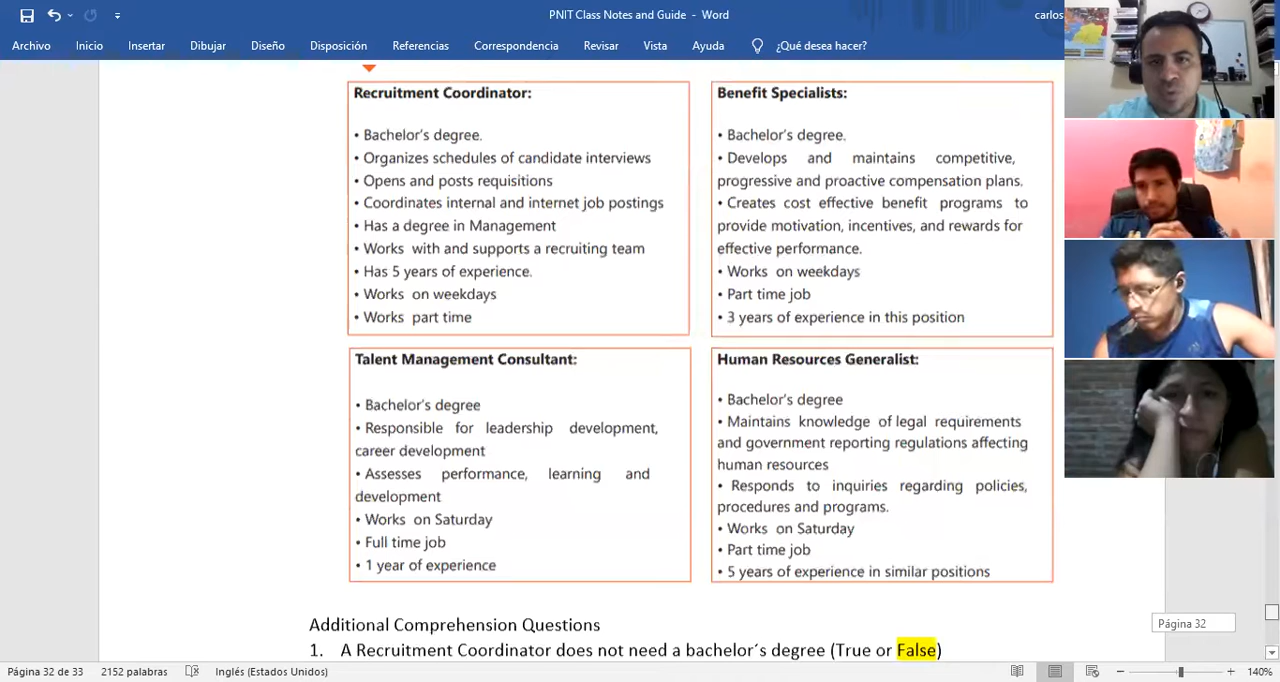 PNIT Class Notes and Guide - Word
carlos
Archivo Inicio Insertar Dibujar Diseño Disposición Referencias Correspondencia Revisar Vista Ayuda ¿Qué desea hacer?
Recruitment Coordinator:
• Bachelor's degree.
• Organizes schedules of candidate interviews
• Opens and posts requisitions
• Coordinates internal and internet job postings
• Has a degree in Management
• Works with and supports a recruiting team
• Has 5 years of experience.
• Works on weekdays
• Works part time
Benefit Specialists:
• Bachelor's degree.
• Develops and maintains competitive,
progressive and proactive compensation plans.
• Creates cost effective benefit programs to
provide motivation, incentives, and rewards for
effective performance.
• Works on weekdays
• Part time job
• 3 years of experience in this position
Talent Management Consultant:
• Bachelor's degree
• Responsible for leadership development,
career development
• Assesses performance, learning and
development
• Works on Saturday
• Full time job
• 1 year of experience
Human Resources Generalist:
• Bachelor's degree
• Maintains knowledge of legal requirements
and government reporting regulations affecting
human resources
• Responds to inquiries regarding policies,
procedures and programs.
• Works on Saturday
• Part time job
• 5 years of experience in similar positions
Additional Comprehension Questions
1. A Recruitment Coordinator does not need a bachelor´s degree (True or False)
Página 32
Página 32 de 33 2152 palabras Inglés (Estados Unidos) 140%